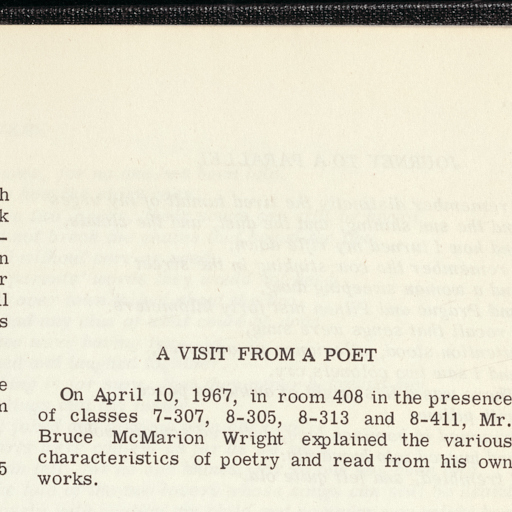 A VISIT FROM A POET
On April 10, 1967, in room 408 in the presence
of classes 7-307, 8-305, 8-313 and 8-411, Mr.
Bruce McMarion Wright explained the various
characteristics of poetry and read from his own
works.